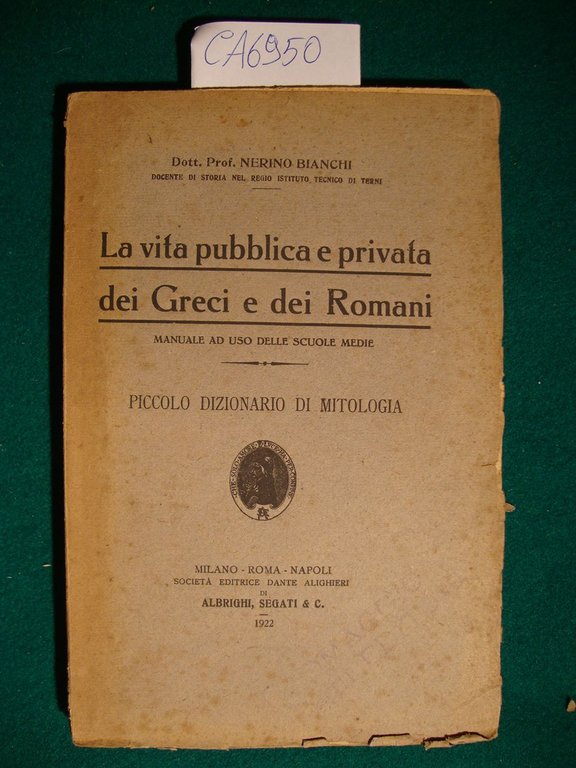 CA6950
Dott. Prof. NERINO BIANCHI
DOCENTE DI STORIA NEL REGIO ISTITUTO TECNICO DI TERNI
La vita pubblica e privata
dei Greci e dei Romani
MANUALE AD USO DELLE SCUOLE MEDIE
PICCOLO DIZIONARIO DI MITOLOGIA
MILANO - ROMA - NAPOLI
SOCIETÀ EDITRICE DANTE ALIGHIERI
DI
ALBRIGHI, SEGATI & C.
1922